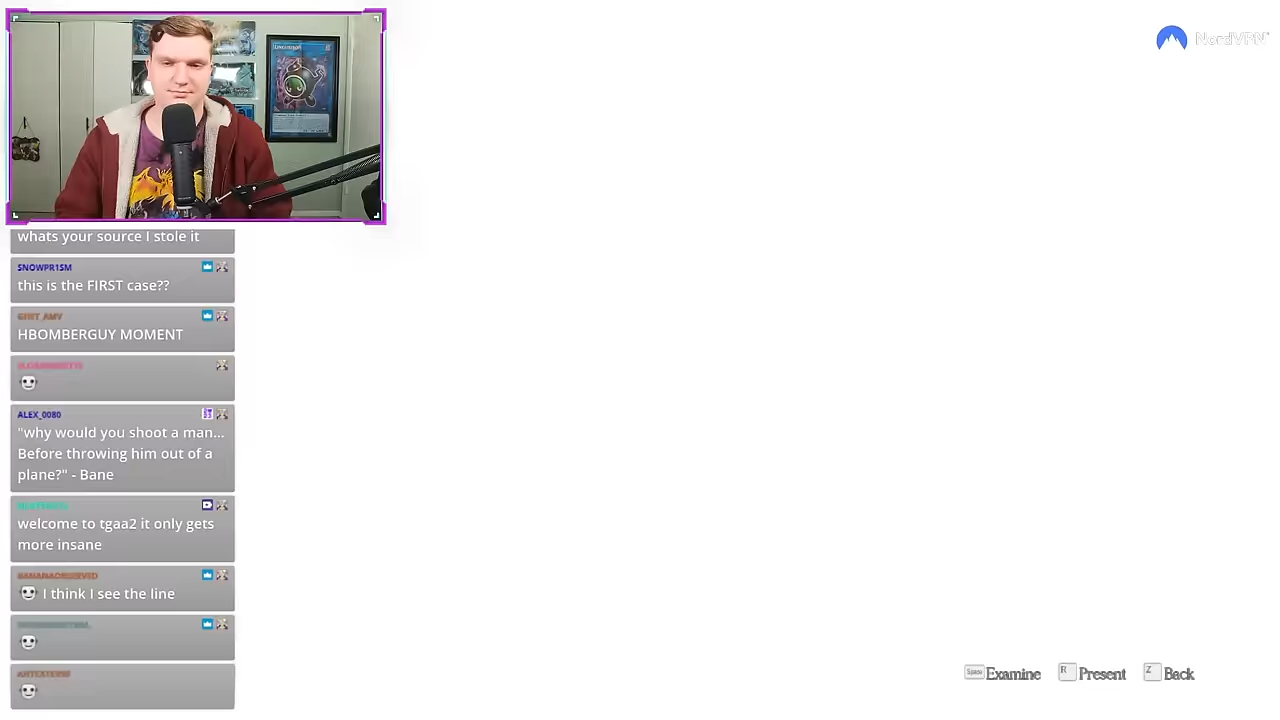 NordVPN
whats your source I stole it
SNOWPR1SM
this is the FIRST case??
HBOMBERGUY MOMENT
ALEX_0080
"why would you shoot a man...
Before throwing him out of a
plane?" - Bane
welcome to tgaa2 it only gets
more insane
I think I see the line
Space Examine R Present Z Back